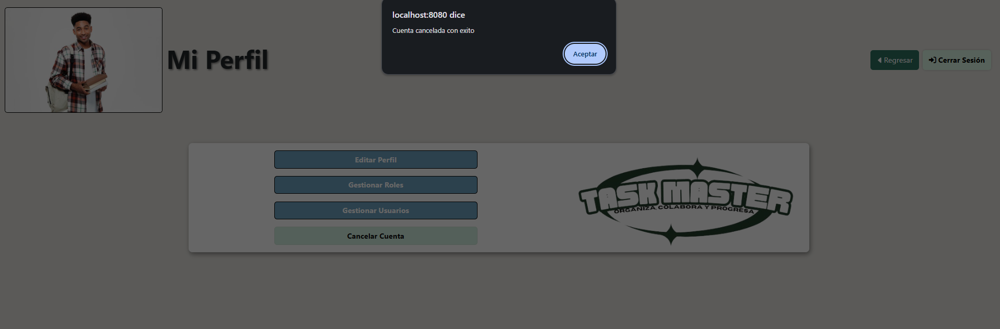 localhost:8080 dice
Cuenta cancelada con exito
Aceptar
Mi Perfil
Regresar
Cerrar Sesión
Editar Perfil
Gestionar Roles
Gestionar Usuarios
Cancelar Cuenta
TASK MASTER
ORGANIZA, COLABORA Y PROGRESA